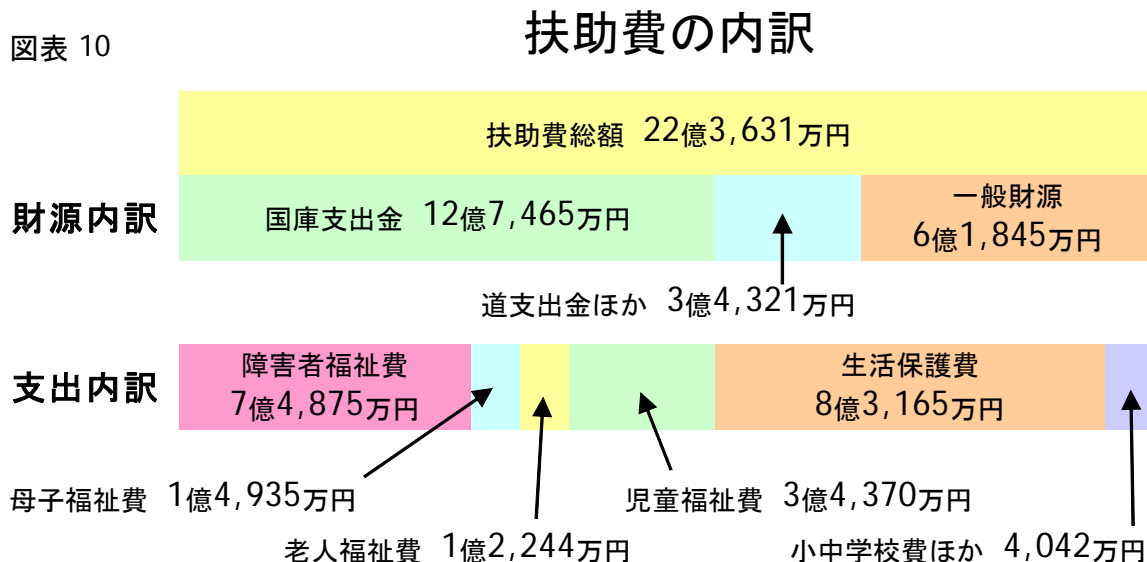 図表 10
扶助費の内訳
扶助費総額 22億3,631万円
財源内訳
国庫支出金 12億7,465万円
一般財源
6億1,845万円
道支出金ほか 3億4,321万円
支出内訳
障害者福祉費
7億4,875万円
生活保護費
8億3,165万円
母子福祉費 1億4,935万円
児童福祉費 3億4,370万円
老人福祉費 1億2,244万円
小中学校費ほか 4,042万円